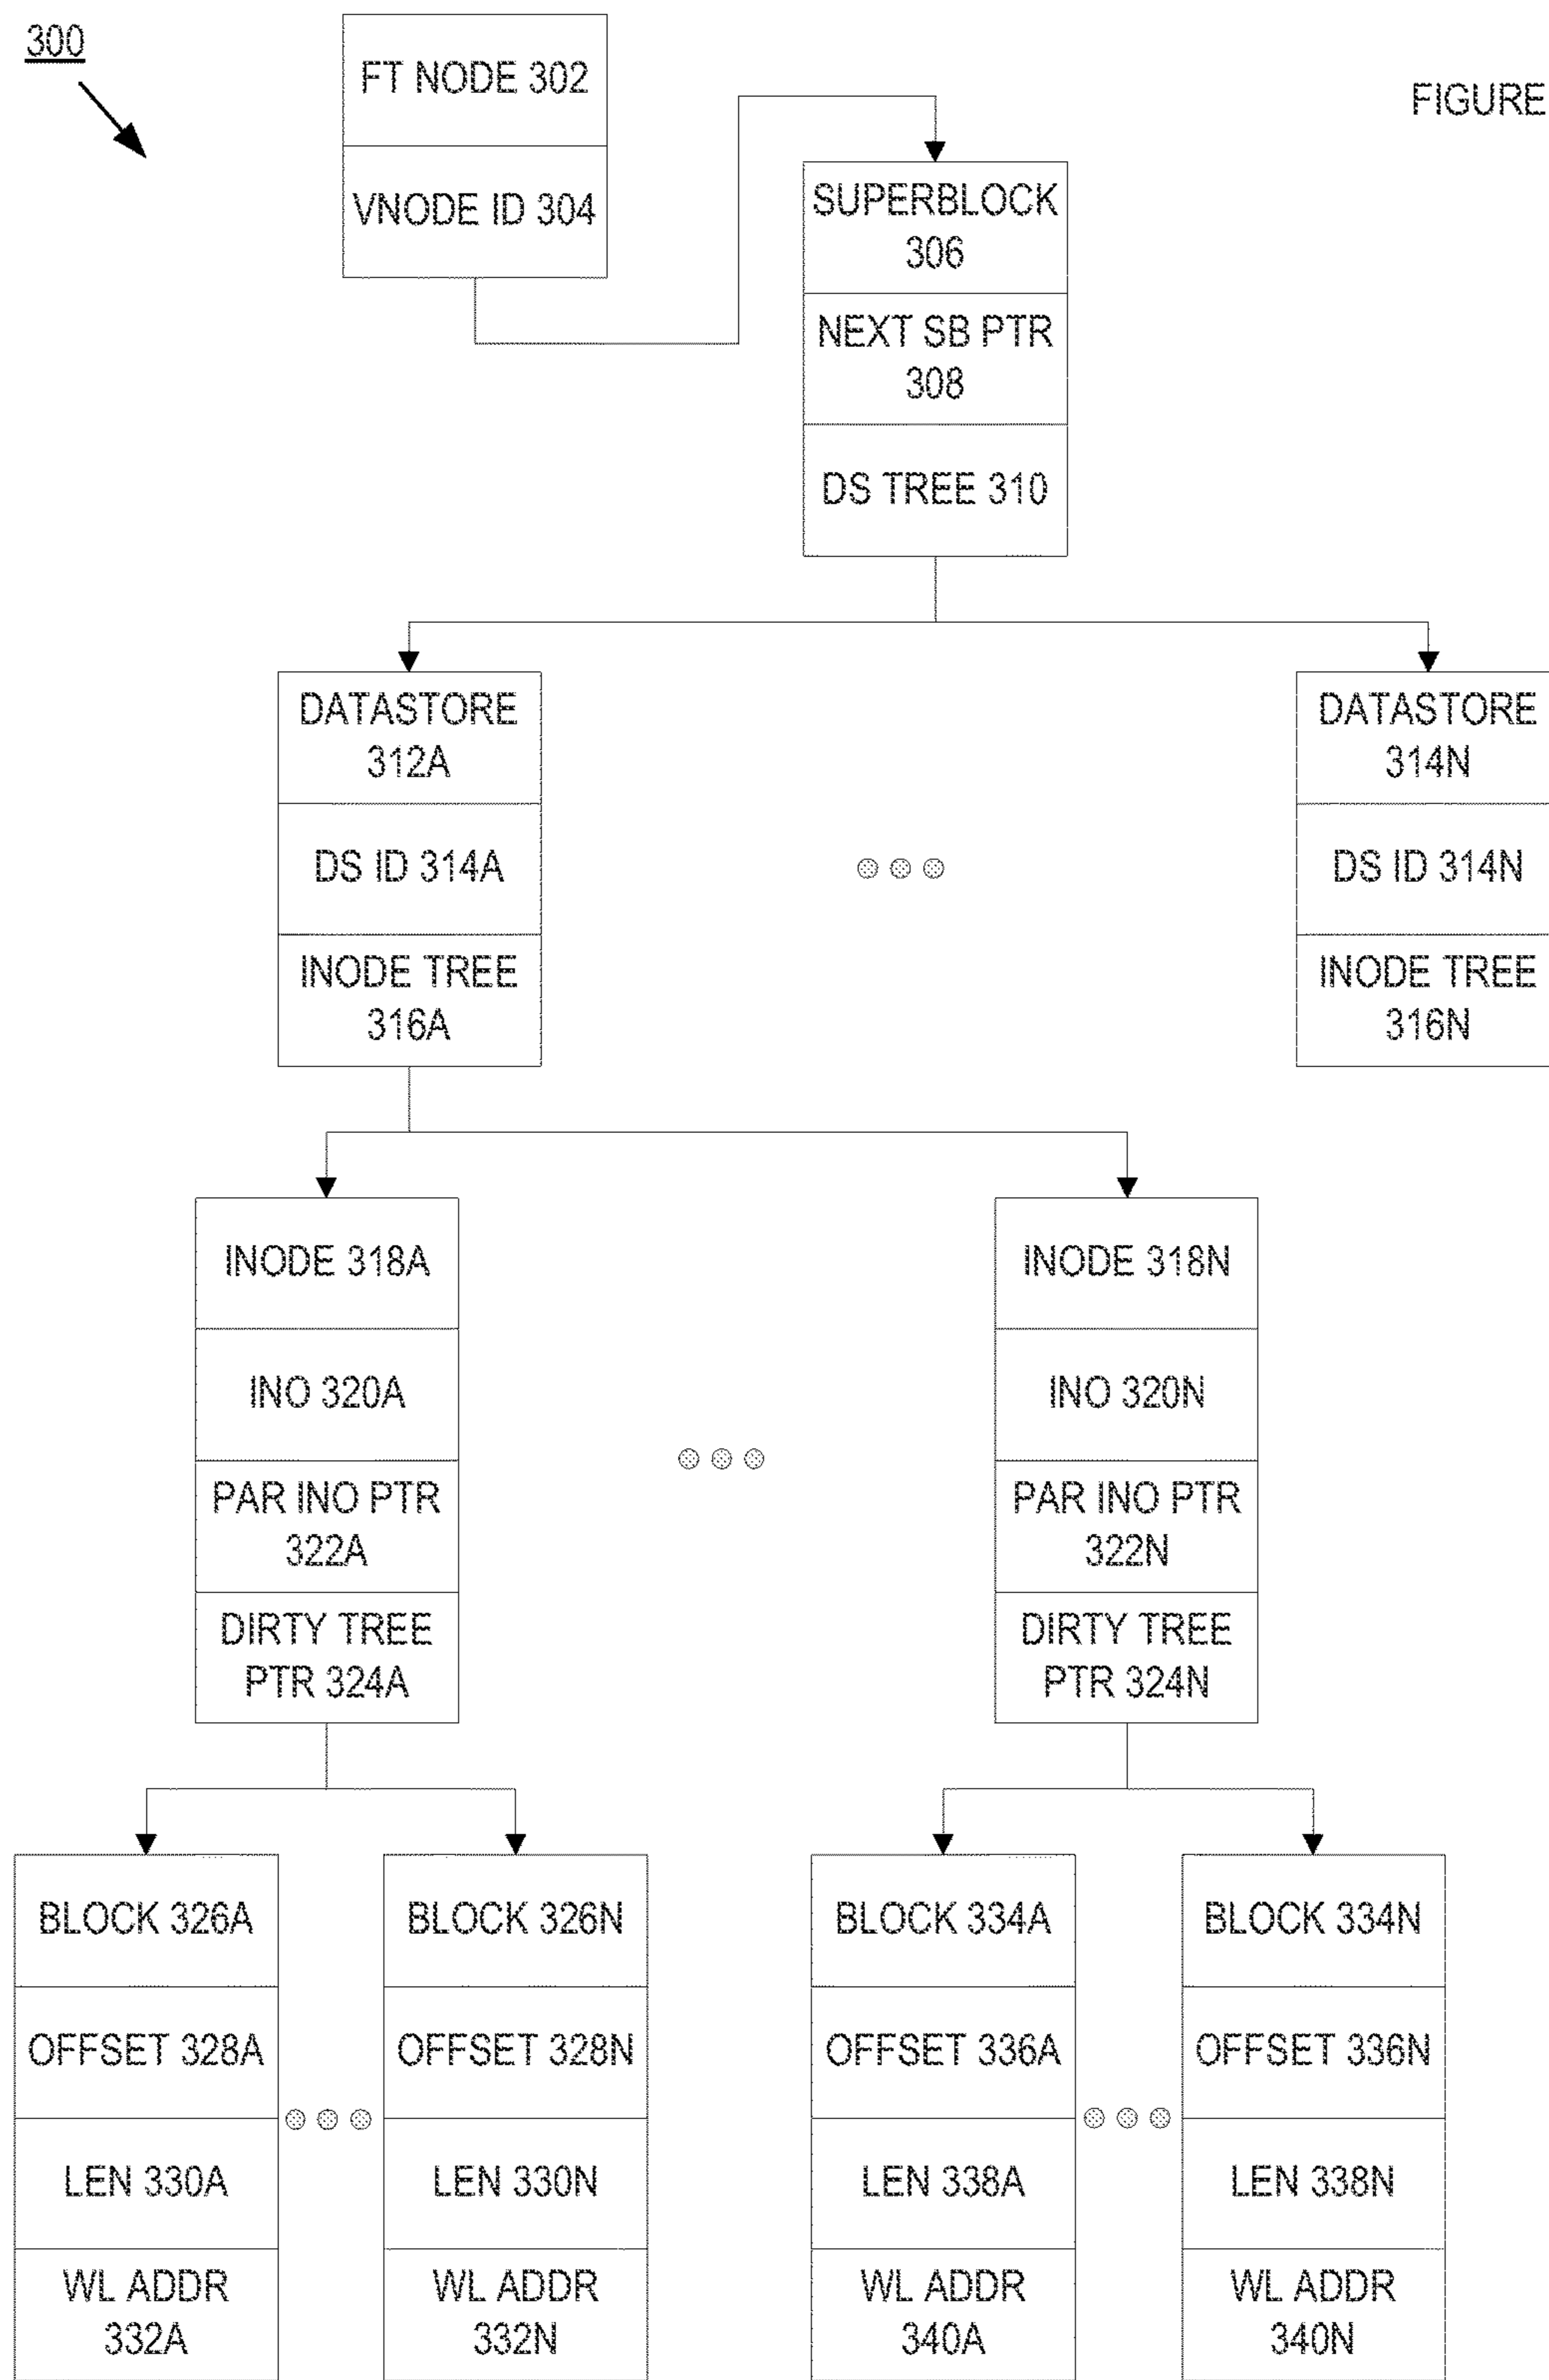 300
FIGURE
FT NODE 302
VNODE ID 304
SUPERBLOCK
306
NEXT SB PTR
308
DS TREE 310
DATASTORE
312A
DS ID 314A
INODE TREE
316A
DATASTORE
314N
DS ID 314N
INODE TREE
316N
INODE 318A
INO 320A
PAR INO PTR
322A
DIRTY TREE
PTR 324A
INODE 318N
INO 320N
PAR INO PTR
322N
DIRTY TREE
PTR 324N
BLOCK 326A
OFFSET 328A
LEN 330A
WL ADDR
332A
BLOCK 326N
OFFSET 328N
LEN 330N
WL ADDR
332N
BLOCK 334A
OFFSET 336A
LEN 338A
WL ADDR
340A
BLOCK 334N
OFFSET 336N
LEN 338N
WL ADDR
340N